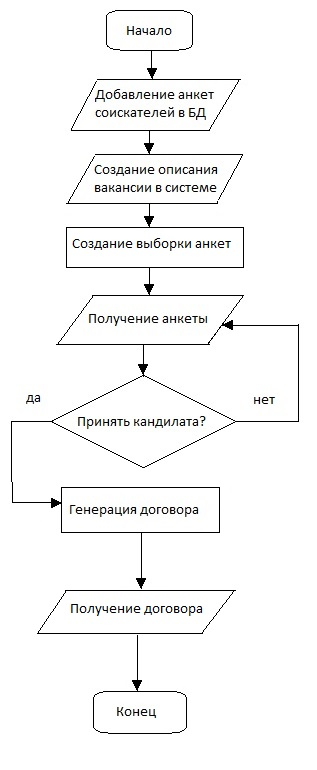 Начало
Добавление анкет
соискателей в БД
Создание описания
вакансии в системе
Создание выборки анкет
Получение анкеты
да
нет
Принять кандилата?
Генерация договора
Получение договора
Конец